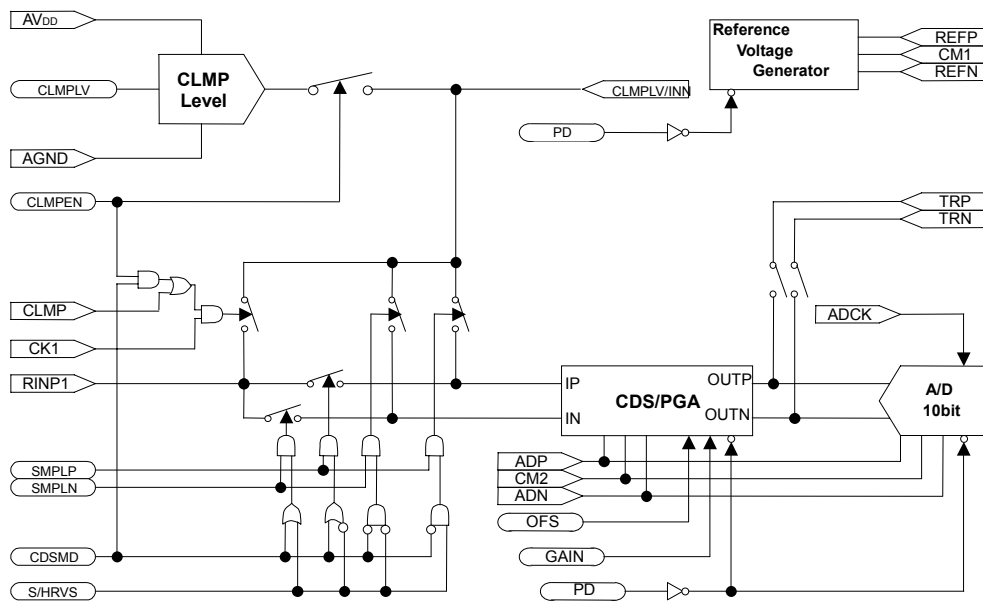 AVDD
CLMPLV
CLMP
Level
AGND
CLMPEN
CLMPLV/INN
Reference
Voltage
Generator
REFP
CM1
REFN
PD
TRP
TRN
CLMP
CK1
RINP1
ADCK
IP
IN
CDS/PGA
OUTP
OUTN
A/D
10bit
SMPLP
SMPLN
ADP
CM2
ADN
OFS
CDSMD
GAIN
S/HRVS
PD